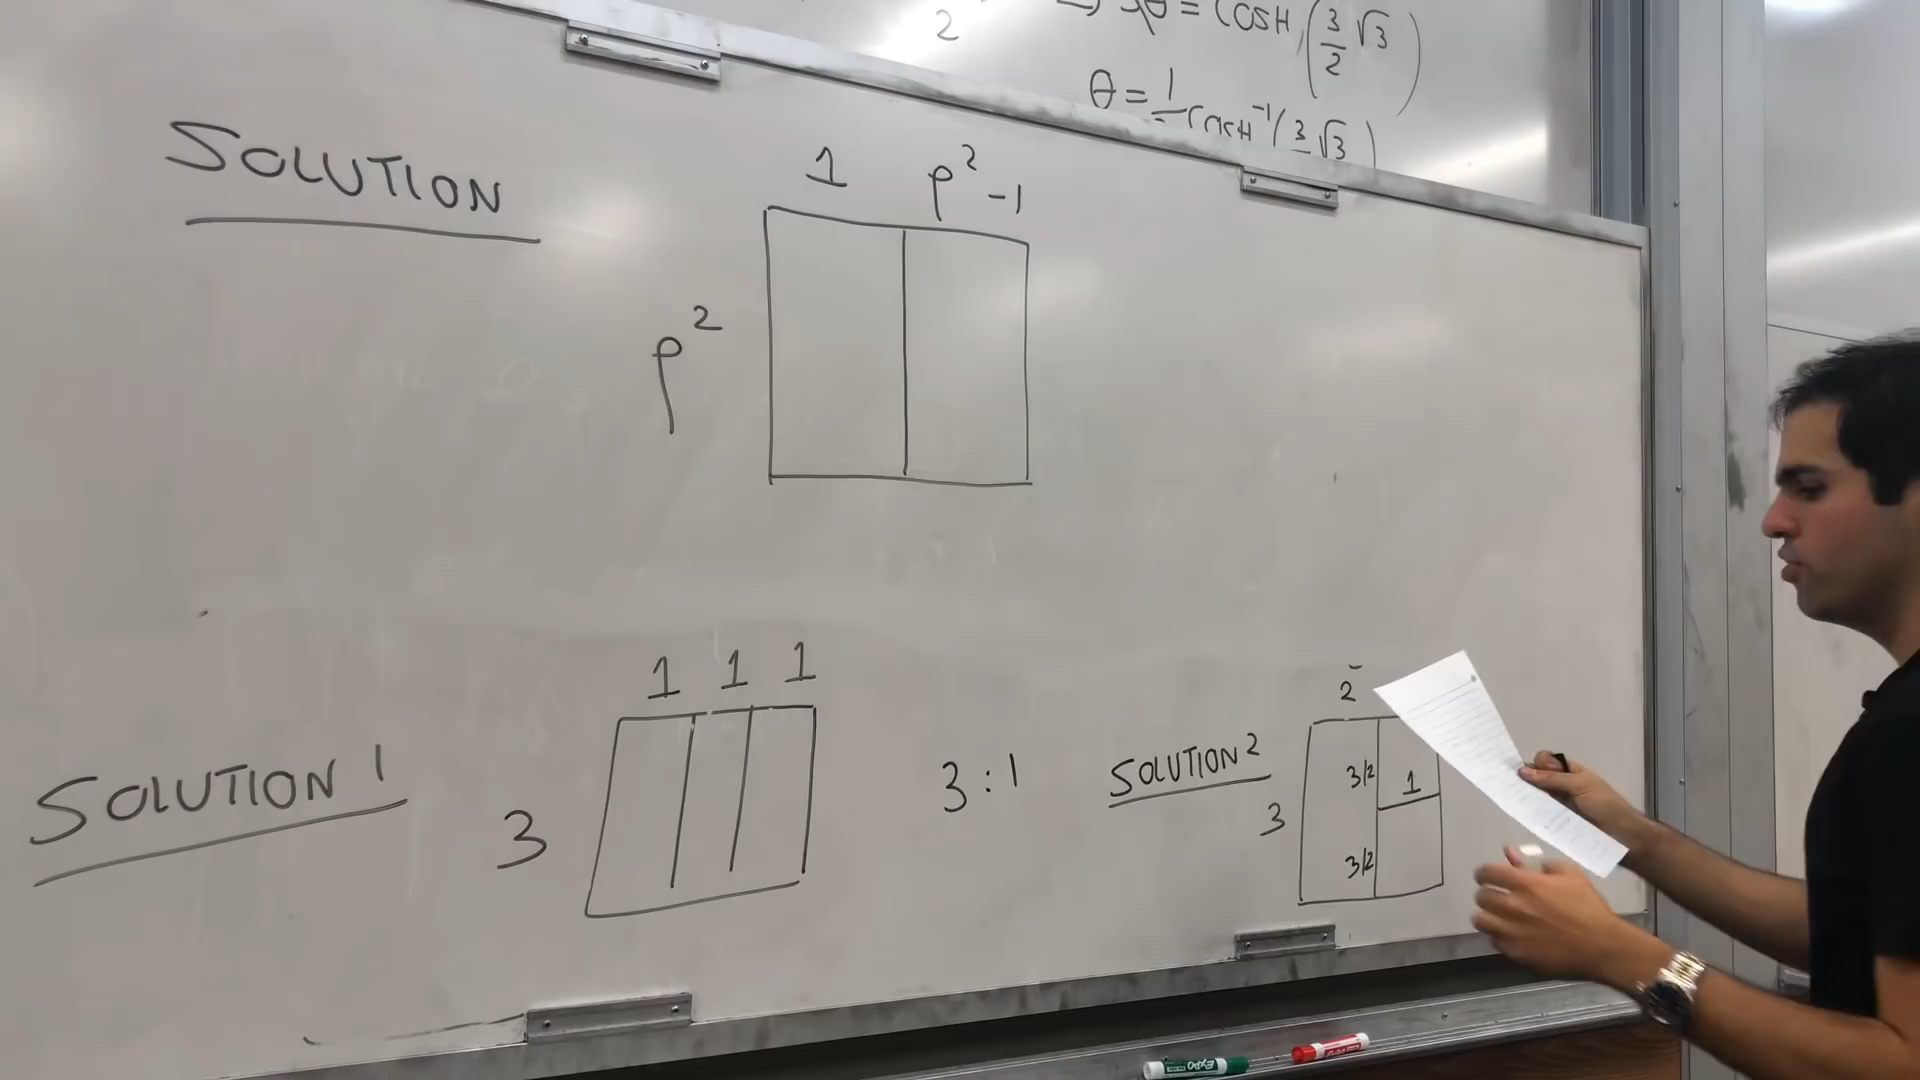 2 ⇒ 3θ = COSH⁻¹(3/2 √3)
θ = 1/3 COSH⁻¹(3/2 √3)
SOLUTION
1 ρ² -1
ρ²
1 1 1
SOLUTION 1
3
3:1
SOLUTION 2
2
3/2
1
3
3/2
EXPO